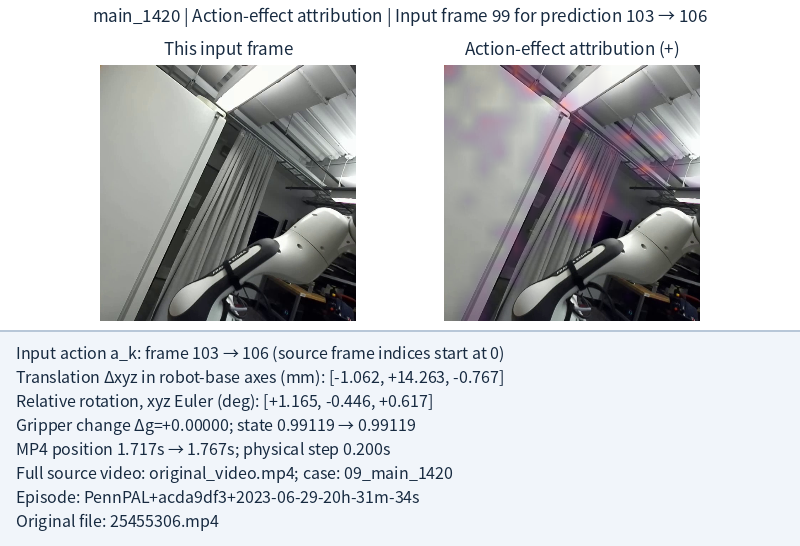 main_1420 | Action-effect attribution | Input frame 99 for prediction 103 → 106
This input frame
Action-effect attribution (+)
Input action a_k: frame 103 → 106 (source frame indices start at 0)
Translation Δxyz in robot-base axes (mm): [-1.062, +14.263, -0.767]
Relative rotation, xyz Euler (deg): [+1.165, -0.446, +0.617]
Gripper change Δg=+0.00000; state 0.99119 → 0.99119
MP4 position 1.717s → 1.767s; physical step 0.200s
Full source video: original_video.mp4; case: 09_main_1420
Episode: PennPAL+acda9df3+2023-06-29-20h-31m-34s
Original file: 25455306.mp4